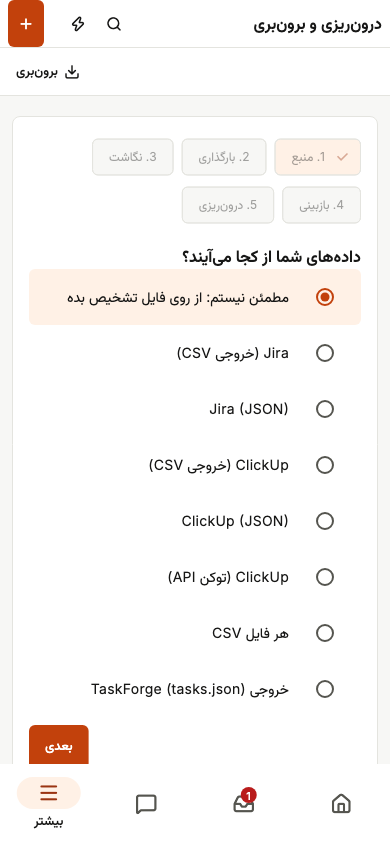 درون‌ریزی و برون‌بری
برون‌بری
1. منبع
2. بارگذاری
3. نگاشت
4. بازبینی
5. درون‌ریزی
داده‌های شما از کجا می‌آیند؟
مطمئن نیستم: از روی فایل تشخیص بده
Jira (خروجی CSV)
Jira (JSON)
ClickUp (خروجی CSV)
ClickUp (JSON)
ClickUp (توکن API)
هر فایل CSV
خروجی TaskForge (tasks.json)
بعدی
1
بیشتر